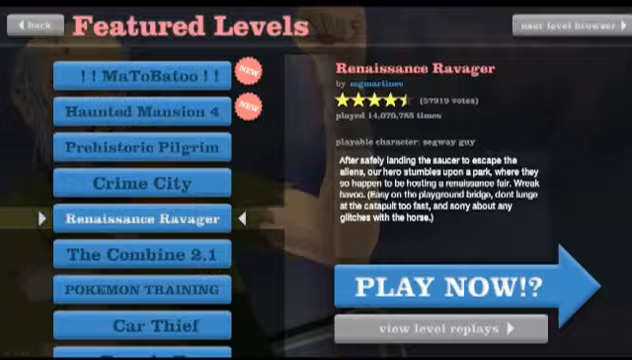 back
Featured Levels
user level browser
! ! MaToBatoo ! !
NEW
Haunted Mansion 4
NEW
Prehistoric Pilgrim
Crime City
Renaissance Ravager
The Combine 2.1
POKEMON TRAINING
Car Thief
Renaissance Ravager
by
(57919 votes)
played 14,070,785 times
playable character: segway guy
After safely landing the saucer to escape the
aliens, our hero stumbles upon a park, where they
so happen to be hosting a renaissance fair. Wreak
havoc. (Easy on the playground bridge, dont lunge
at the catapult too fast, and sorry about any
glitches with the horse.)
PLAY NOW!?
view level replays